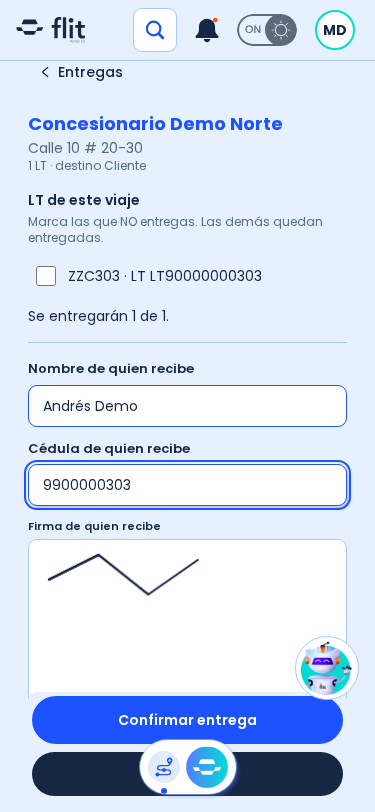 flit
ON
MD
Entregas
Concesionario Demo Norte
Calle 10 # 20-30
1 LT · destino Cliente
LT de este viaje
Marca las que NO entregas. Las demás quedan
entregadas.
ZZC303 · LT LT90000000303
Se entregarán 1 de 1.
Nombre de quien recibe
Andrés Demo
Cédula de quien recibe
9900000303
Firma de quien recibe
Confirmar entrega